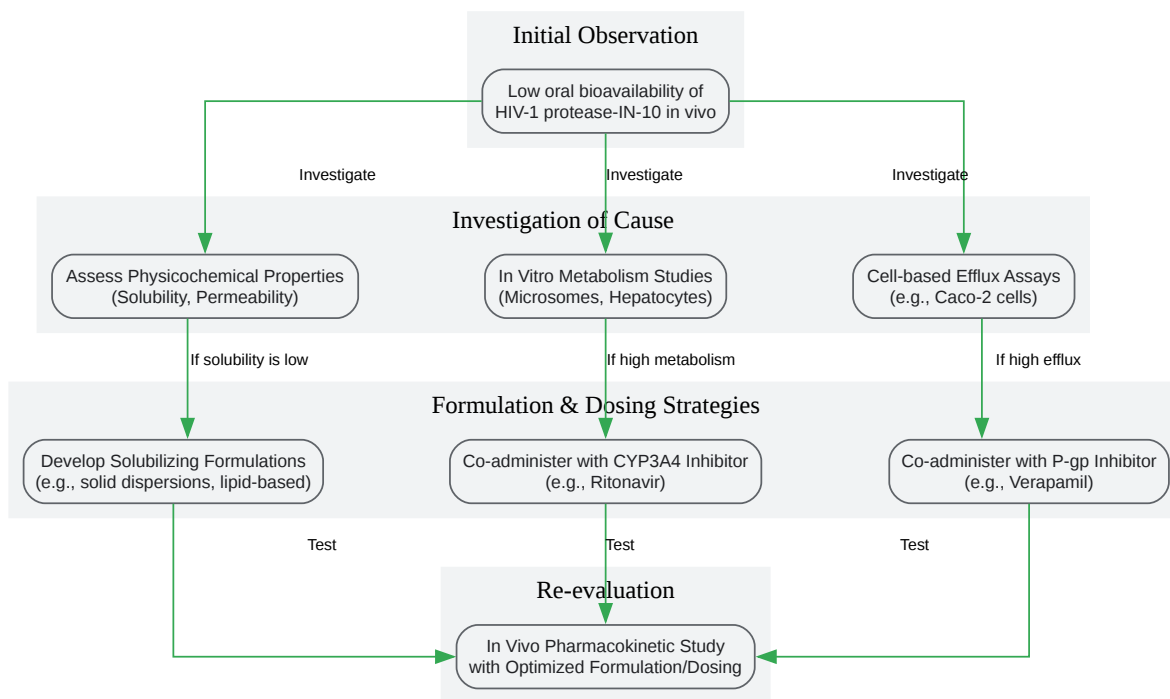 Initial Observation
Low oral bioavailability of
HIV-1 protease-IN-10 in vivo
Investigate
Investigate
Investigate
Investigation of Cause
Assess Physicochemical Properties
(Solubility, Permeability)
In Vitro Metabolism Studies
(Microsomes, Hepatocytes)
Cell-based Efflux Assays
(e.g., Caco-2 cells)
If solubility is low
If high metabolism
If high efflux
Formulation & Dosing Strategies
Develop Solubilizing Formulations
(e.g., solid dispersions, lipid-based)
Co-administer with CYP3A4 Inhibitor
(e.g., Ritonavir)
Co-administer with P-gp Inhibitor
(e.g., Verapamil)
Test
Test
Test
Re-evaluation
In Vivo Pharmacokinetic Study
with Optimized Formulation/Dosing